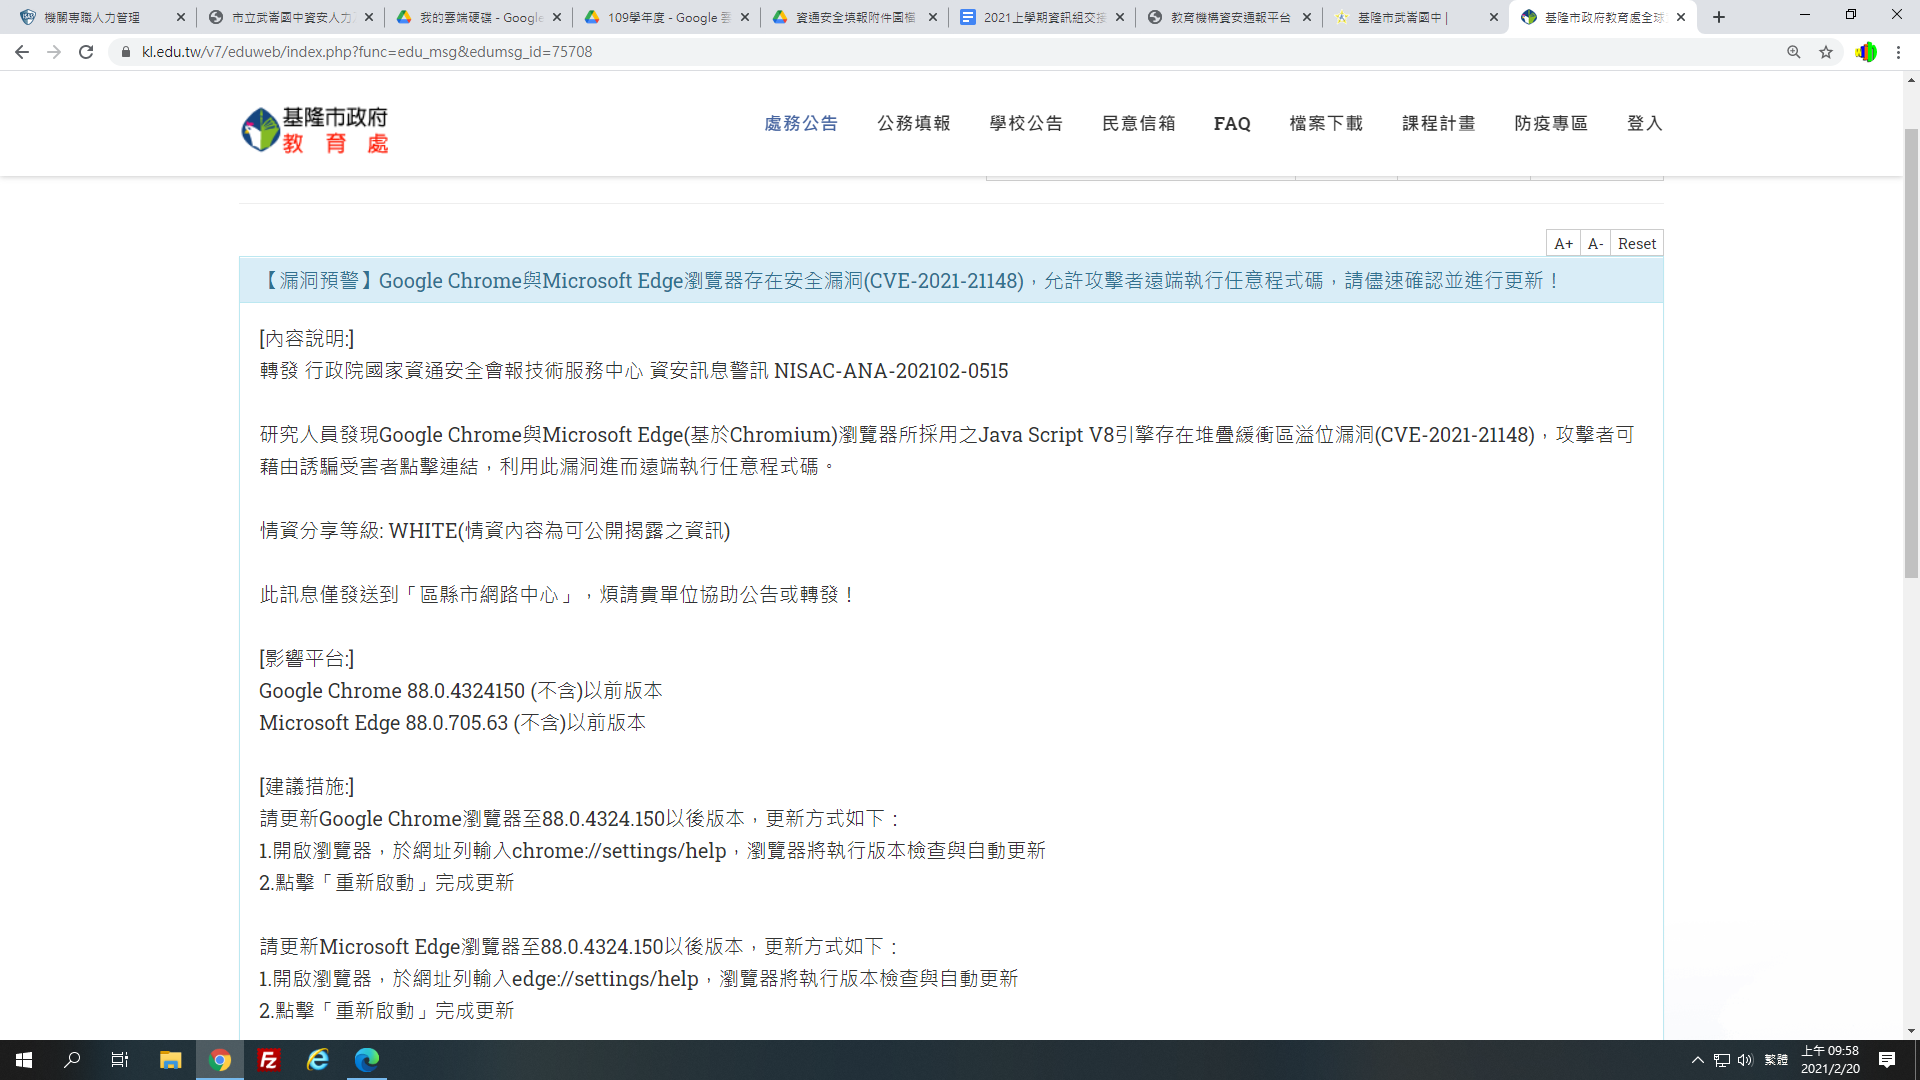 機關專職人力管理
市立武崙國中資安人力
我的雲端硬碟 - Google
109學年度 - Google 雲
資通安全填報附件圖檔
2021上學期資訊組交接
教育機構資安通報平台
基隆市武崙國中 |
基隆市政府教育處全球
kl.edu.tw/v7/eduweb/index.php?func=edu_msg&edumsg_id=75708
基隆市政府
教育處
處務公告 公務填報 學校公告 民意信箱 FAQ 檔案下載 課程計畫 防疫專區 登入
A+ A- Reset
【漏洞預警】Google Chrome與Microsoft Edge瀏覽器存在安全漏洞(CVE-2021-21148)，允許攻擊者遠端執行任意程式碼，請儘速確認並進行更新！
[內容說明:]
轉發 行政院國家資通安全會報技術服務中心 資安訊息警訊 NISAC-ANA-202102-0515
研究人員發現Google Chrome與Microsoft Edge(基於Chromium)瀏覽器所採用之Java Script V8引擎存在堆疊緩衝區溢位漏洞(CVE-2021-21148)，攻擊者可
藉由誘騙受害者點擊連結，利用此漏洞進而遠端執行任意程式碼。
情資分享等級: WHITE(情資內容為可公開揭露之資訊)
此訊息僅發送到「區縣市網路中心」，煩請貴單位協助公告或轉發！
[影響平台:]
Google Chrome 88.0.4324150 (不含)以前版本
Microsoft Edge 88.0.705.63 (不含)以前版本
[建議措施:]
請更新Google Chrome瀏覽器至88.0.4324.150以後版本，更新方式如下：
1.開啟瀏覽器，於網址列輸入chrome://settings/help，瀏覽器將執行版本檢查與自動更新
2.點擊「重新啟動」完成更新
請更新Microsoft Edge瀏覽器至88.0.4324.150以後版本，更新方式如下：
1.開啟瀏覽器，於網址列輸入edge://settings/help，瀏覽器將執行版本檢查與自動更新
2.點擊「重新啟動」完成更新
繁體
上午 09:58
2021/2/20